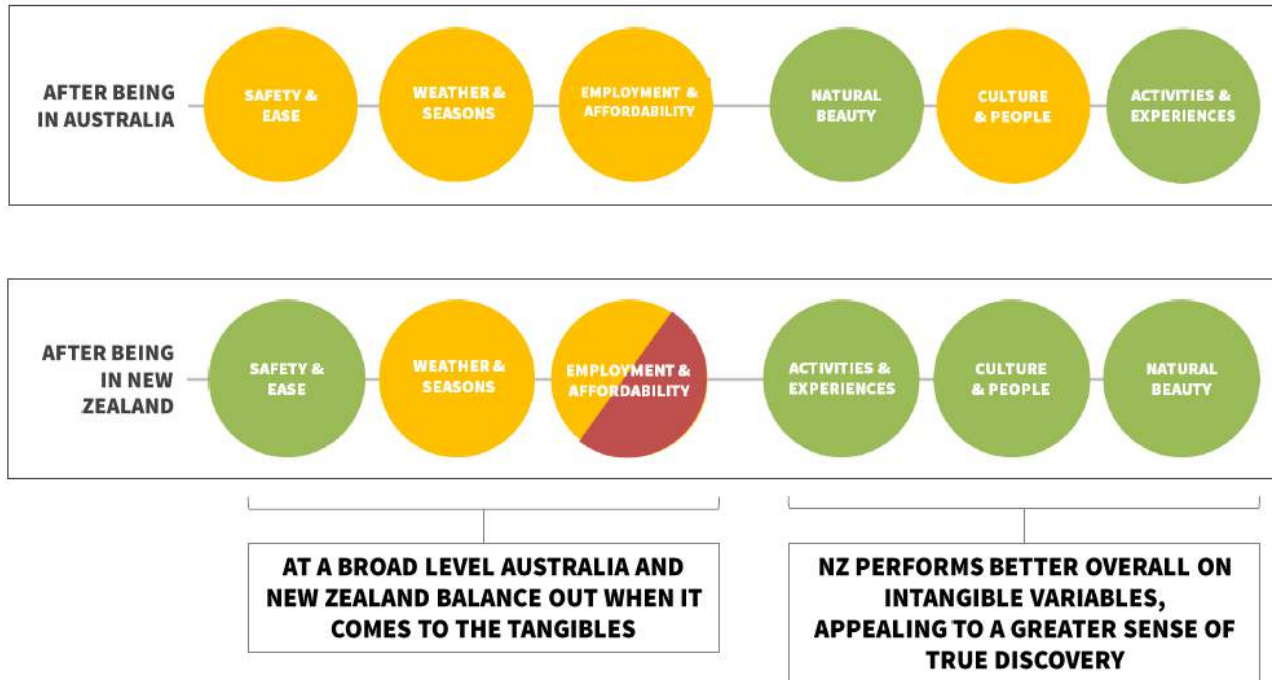 AFTER BEING
IN AUSTRALIA
SAFETY &
EASE
WEATHER &
SEASONS
EMPLOYMENT &
AFFORDABILITY
NATURAL
BEAUTY
CULTURE
& PEOPLE
ACTIVITIES &
EXPERIENCES
AFTER BEING
IN NEW
ZEALAND
SAFETY &
EASE
WEATHER &
SEASONS
EMPLOYMENT &
AFFORDABILITY
ACTIVITIES &
EXPERIENCES
CULTURE
& PEOPLE
NATURAL
BEAUTY
AT A BROAD LEVEL AUSTRALIA AND
NEW ZEALAND BALANCE OUT WHEN IT
COMES TO THE TANGIBLES
NZ PERFORMS BETTER OVERALL ON
INTANGIBLE VARIABLES,
APPEALING TO A GREATER SENSE OF
TRUE DISCOVERY